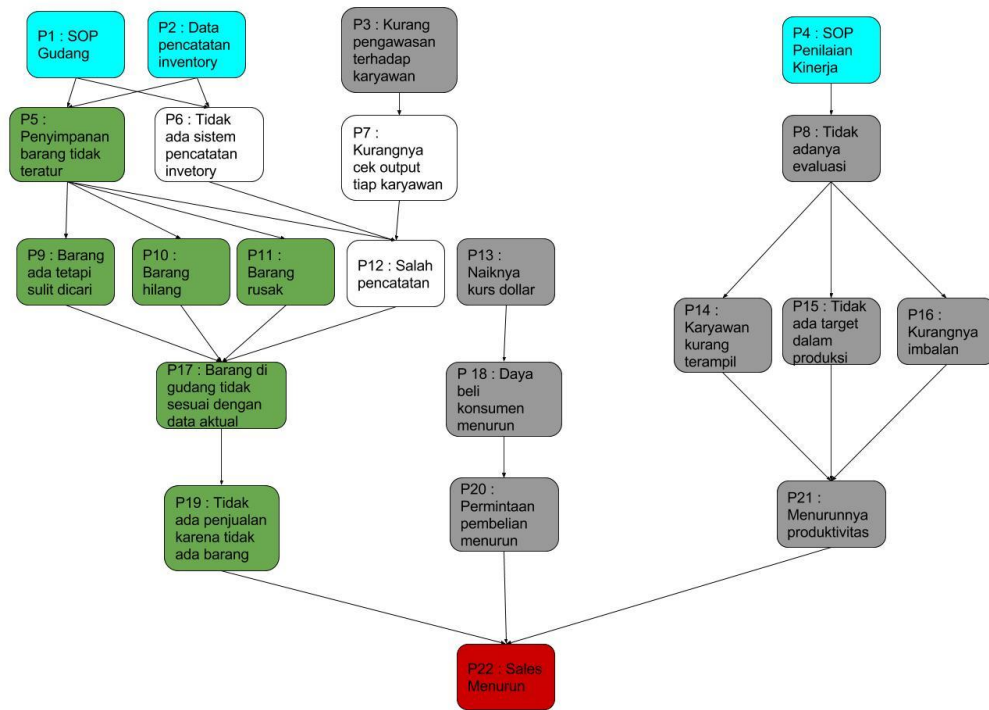 P1 : SOP
Gudang
P2 : Data
pencatatan
inventory
P3 : Kurang
pengawasan
terhadap
karyawan
P4 : SOP
Penilaian
Kinerja
P5 :
Penyimpanan
barang tidak
teratur
P6 : Tidak
ada sistem
pencatatan
invetory
P7 :
Kurangnya
cek output
tiap karyawan
P8 : Tidak
adanya
evaluasi
P9 : Barang
ada tetapi
sulit dicari
P10 :
Barang
hilang
P11 :
Barang
rusak
P12 : Salah
pencatatan
P13 :
Naiknya
kurs dollar
P14 :
Karyawan
kurang
terampil
P15 : Tidak
ada target
dalam
produksi
P16 :
Kurangnya
imbalan
P17 : Barang di
gudang tidak
sesuai dengan
data aktual
P 18 : Daya
beli
konsumen
menurun
P19 : Tidak
ada penjualan
karena tidak
ada barang
P20 :
Permintaan
pembelian
menurun
P21 :
Menurunnya
produktivitas
P22 : Sales
Menurun